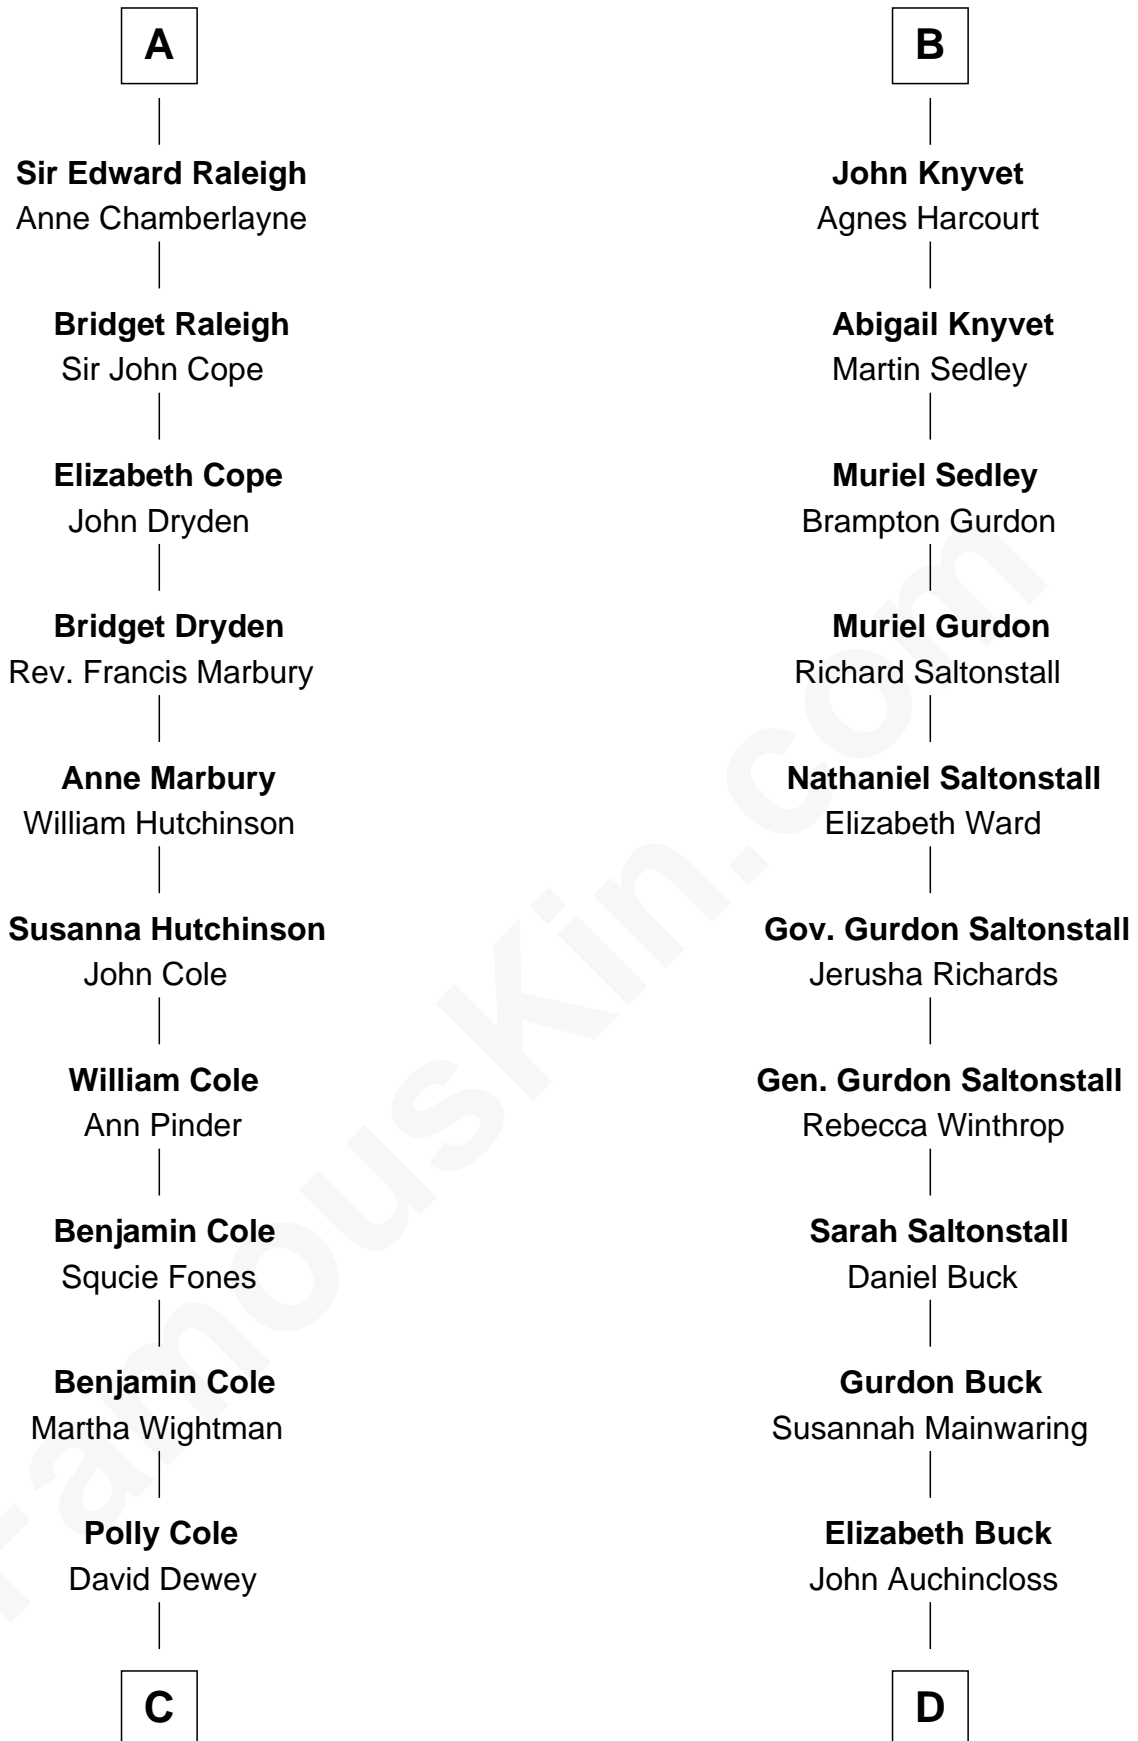 A
Sir Edward Raleigh
Anne Chamberlayne
Bridget Raleigh
Sir John Cope
Elizabeth Cope
John Dryden
Bridget Dryden
Rev. Francis Marbury
Anne Marbury
William Hutchinson
Susanna Hutchinson
John Cole
William Cole
Ann Pinder
Benjamin Cole
Squcie Fones
Benjamin Cole
Martha Wightman
Polly Cole
David Dewey
C
B
John Knyvet
Agnes Harcourt
Abigail Knyvet
Martin Sedley
Muriel Sedley
Brampton Gurdon
Muriel Gurdon
Richard Saltonstall
Nathaniel Saltonstall
Elizabeth Ward
Gov. Gurdon Saltonstall
Jerusha Richards
Gen. Gurdon Saltonstall
Rebecca Winthrop
Sarah Saltonstall
Daniel Buck
Gurdon Buck
Susannah Mainwaring
Elizabeth Buck
John Auchincloss
D
FamousKin.com